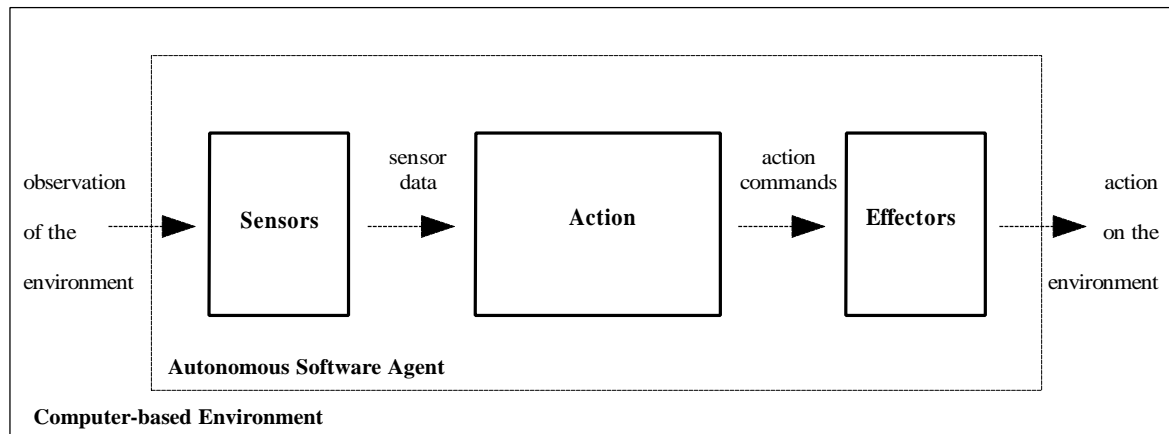 observation
of the
environment
Sensors
sensor
data
Action
action
commands
Effectors
action
on the
environment
Autonomous Software Agent
Computer-based Environment